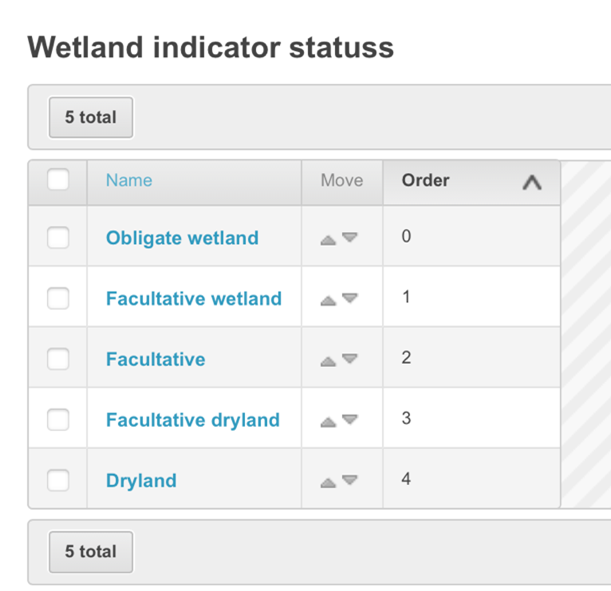 Wetland indicator statuss
5 total
Name Move Order
Obligate wetland 0
Facultative wetland 1
Facultative 2
Facultative dryland 3
Dryland 4
5 total